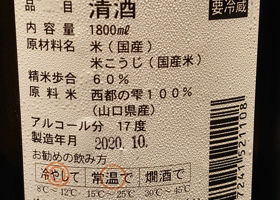 品目 清酒
要冷蔵
内容量 1800ml
原材料名 米（国産）
米こうじ（国産米）
精米歩合 60%
原料米 西都の雫100%
（山口県産）
アルコール分 17度
製造年月 2020.10.
お勧めの飲み方
冷やして 常温で 燗酒で
8℃～12℃ 15℃～25℃ 30℃～45℃